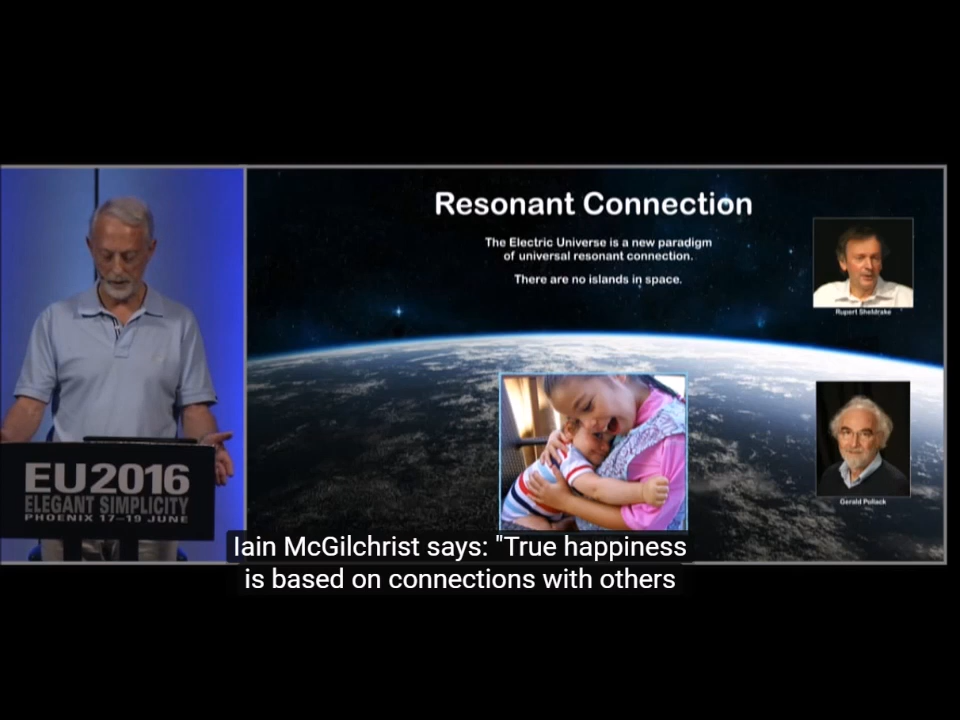 Resonant Connection
The Electric Universe is a new paradigm
of universal resonant connection.
There are no islands in space.
Rupert Sheldrake
Gerald Pollack
EU2016
ELEGANT SIMPLICITY
PHOENIX 17–19 JUNE
Iain McGilchrist says: "True happiness
is based on connections with others